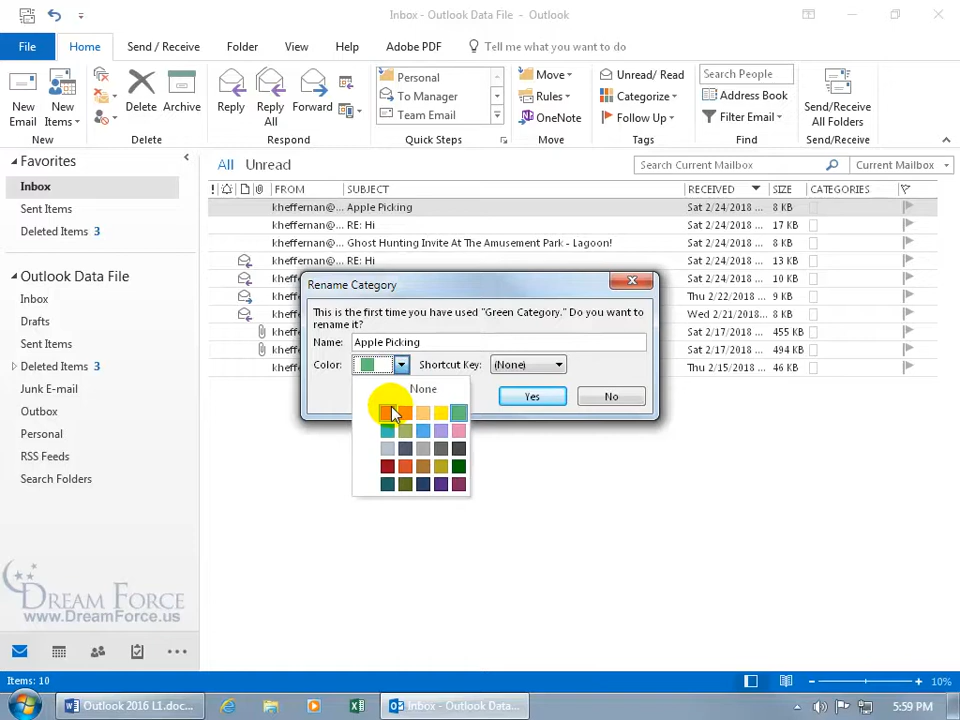 Inbox - Outlook Data File - Outlook
File Home Send / Receive Folder View Help Adobe PDF Tell me what you want to do
New Email
New Items
Delete
Archive
Reply
Reply All
Forward
Personal
To Manager
Team Email
Move
Rules
OneNote
Unread/ Read
Categorize
Follow Up
Search People
Address Book
Filter Email
Send/Receive All Folders
New Delete Respond Quick Steps Move Tags Find Send/Receive
Favorites
Inbox
Sent Items
Deleted Items 3
Outlook Data File
Inbox
Drafts
Sent Items
Deleted Items 3
Junk E-mail
Outbox
Personal
RSS Feeds
Search Folders
All Unread
Search Current Mailbox Current Mailbox
! FROM SUBJECT RECEIVED SIZE CATEGORIES
kheffernan@... Apple Picking Sat 2/24/2018 ... 8 KB
kheffernan@... RE: Hi Sat 2/24/2018 ... 17 KB
kheffernan@... Ghost Hunting Invite At The Amusement Park - Lagoon! Sat 2/24/2018 ... 8 KB
kheffernan@... RE: Hi Sat 2/24/2018 ... 13 KB
Sat 2/24/2018 ... 10 KB
Thu 2/22/2018 ... 9 KB
Wed 2/21/2018 ... 8 KB
Sat 2/17/2018 ... 455 KB
Sat 2/17/2018 ... 494 KB
Thu 2/15/2018 ... 16 KB
Rename Category
This is the first time you have used "Green Category." Do you want to
rename it?
Name: Apple Picking
Color: Shortcut Key: (None)
None
Yes No
DREAM FORCE
www.DreamForce.us
Items: 10 10%
Outlook 2016 L1.doc... Inbox - Outlook Data... 5:59 PM